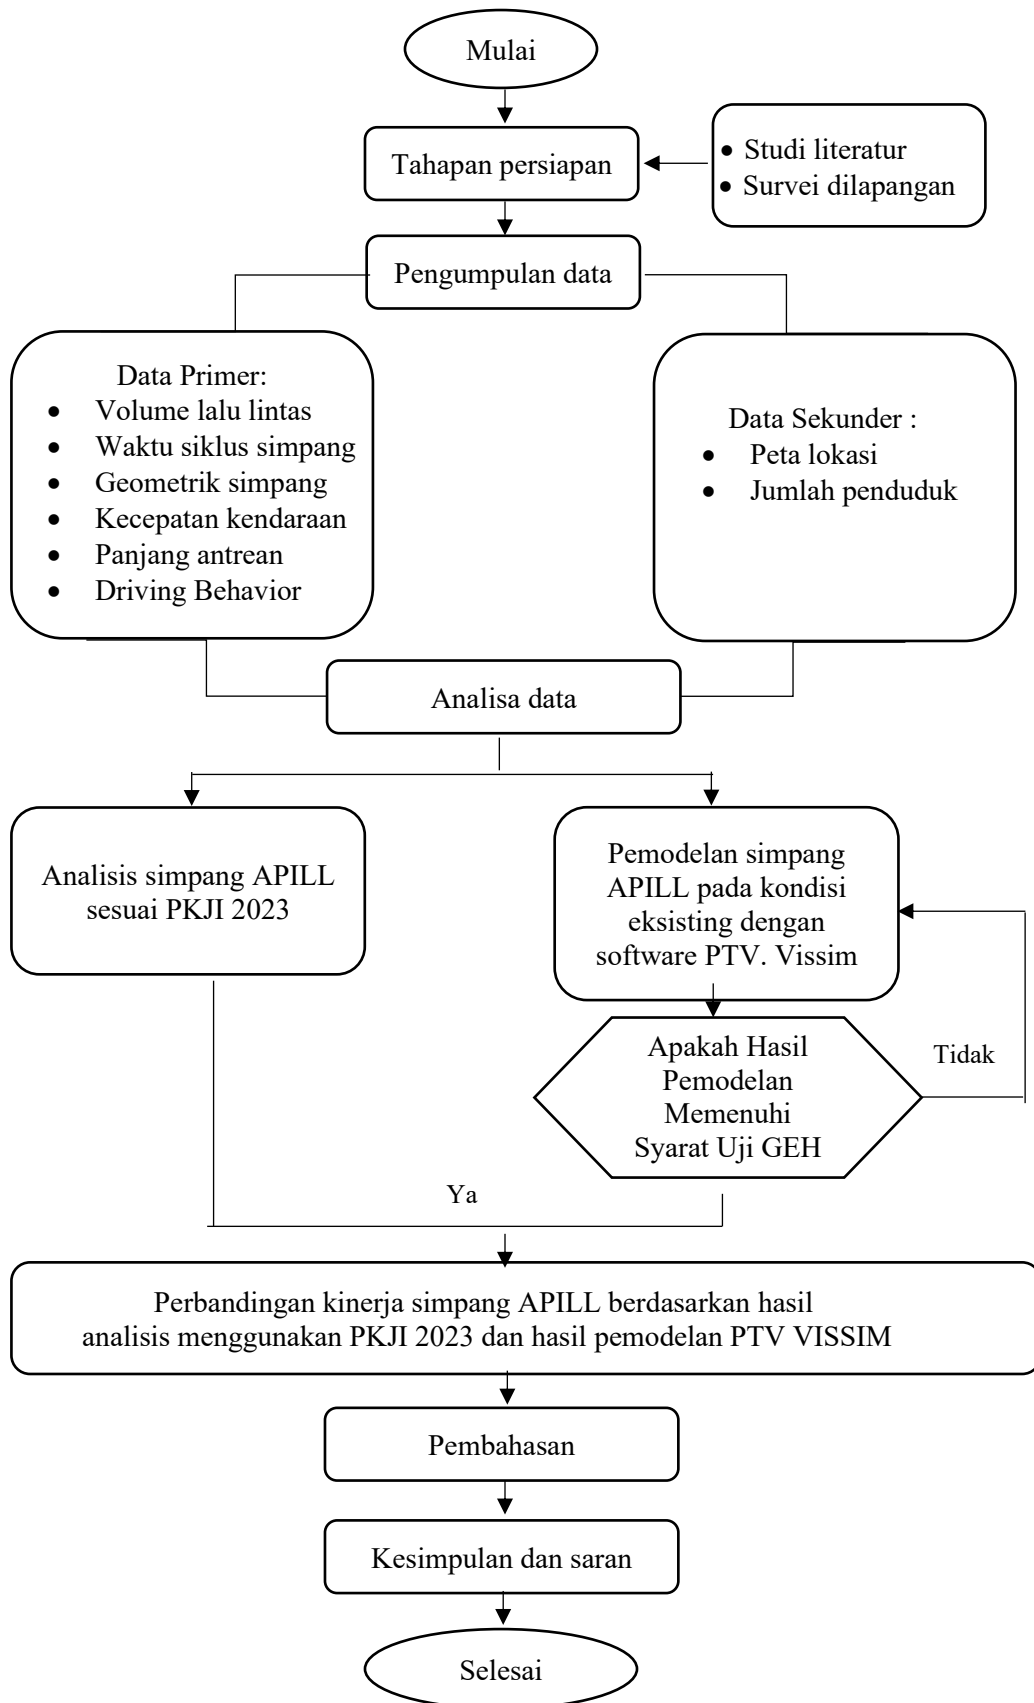 Mulai
Tahapan persiapan
• Studi literatur
• Survei dilapangan
Pengumpulan data
Data Primer:
• Volume lalu lintas
• Waktu siklus simpang
• Geometrik simpang
• Kecepatan kendaraan
• Panjang antrean
• Driving Behavior
Data Sekunder :
• Peta lokasi
• Jumlah penduduk
Analisa data
Analisis simpang APILL
sesuai PKJI 2023
Pemodelan simpang
APILL pada kondisi
eksisting dengan
software PTV. Vissim
Apakah Hasil
Pemodelan
Memenuhi
Syarat Uji GEH
Tidak
Ya
Perbandingan kinerja simpang APILL berdasarkan hasil
analisis menggunakan PKJI 2023 dan hasil pemodelan PTV VISSIM
Pembahasan
Kesimpulan dan saran
Selesai